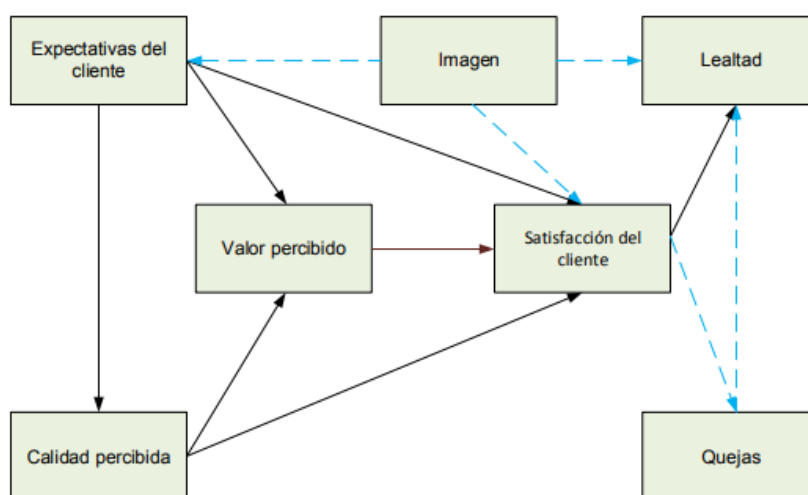 Expectativas del
cliente
Imagen
Lealtad
Valor percibido
Satisfacción del
cliente
Calidad percibida
Quejas